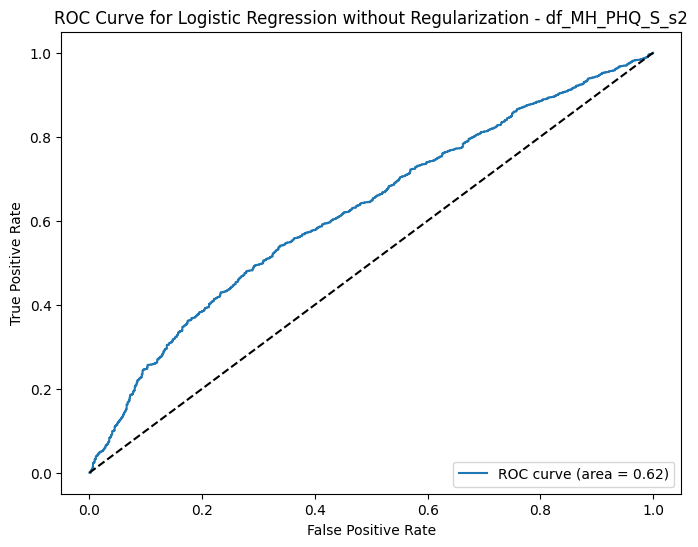 ROC Curve for Logistic Regression without Regularization - df_MH_PHQ_S_s2
1.0
0.8
0.6
0.4
0.2
0.0
True Positive Rate
ROC curve (area = 0.62)
0.0 0.2 0.4 0.6 0.8 1.0
False Positive Rate